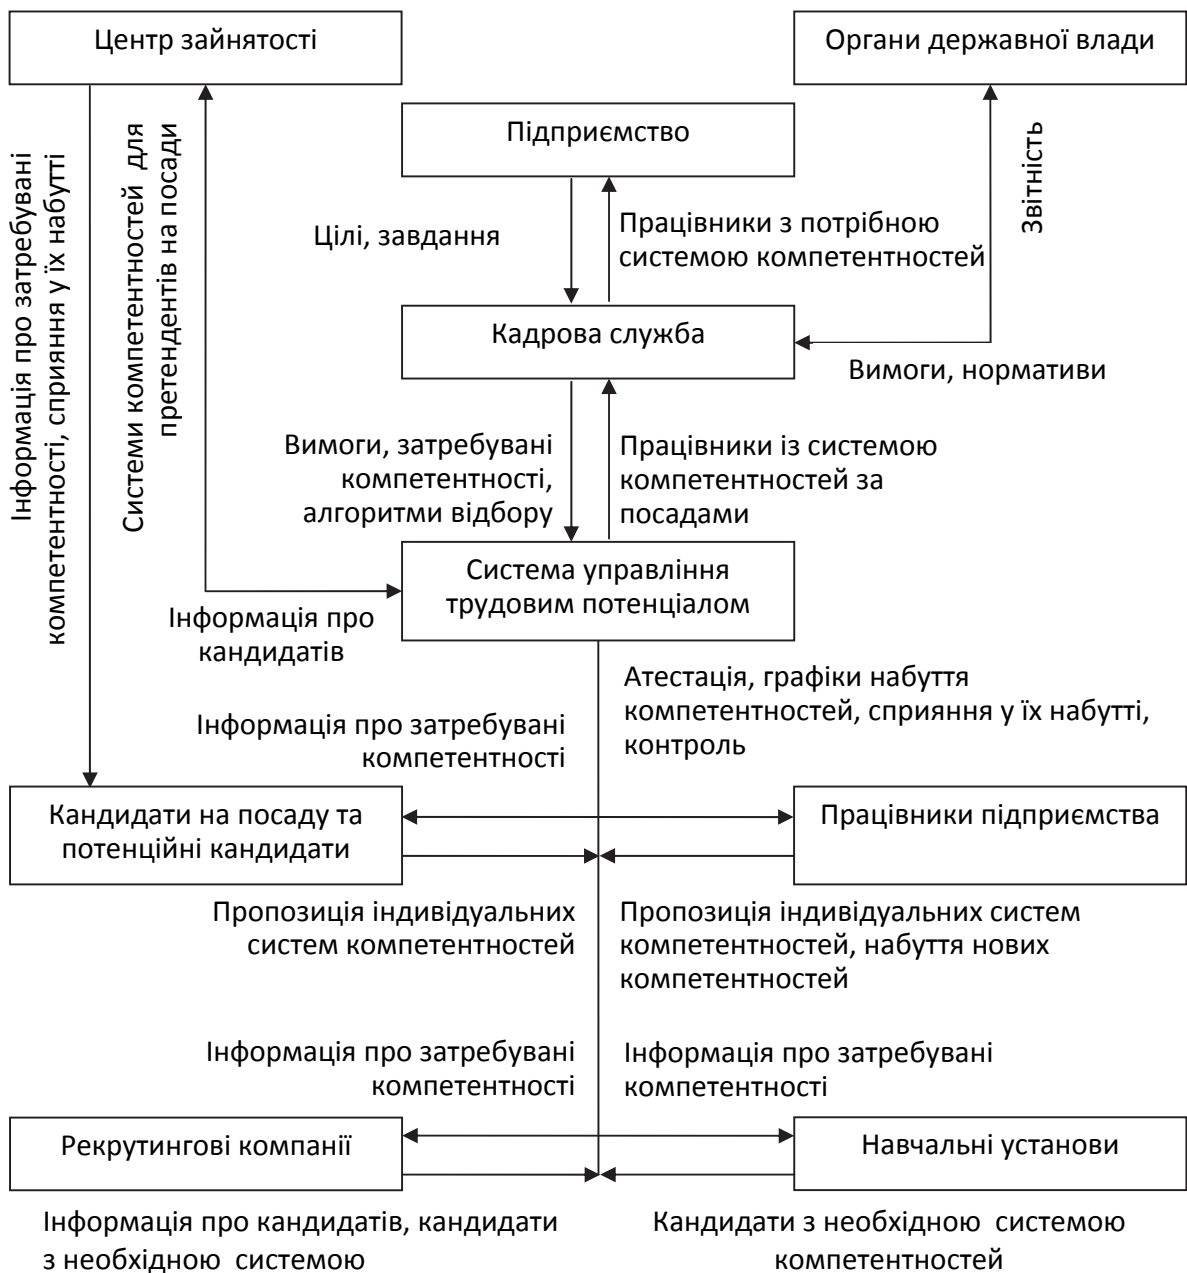 Центр зайнятості
Органи державної влади
Підприємство
Інформація про затребувані
компетентності, сприяння у їх набутті
Системи компетентностей для
претендентів на посади
Звітність
Цілі, завдання
Працівники з потрібною
системою компетентностей
Кадрова служба
Вимоги, нормативи
Вимоги, затребувані
компетентності,
алгоритми відбору
Працівники із системою
компетентностей за
посадами
Система управління
трудовим потенціалом
Інформація про
кандидатів
Атестація, графіки набуття
компетентностей, сприяння у їх набутті,
контроль
Інформація про затребувані
компетентності
Кандидати на посаду та
потенційні кандидати
Працівники підприємства
Пропозиція індивідуальних
систем компетентностей
Пропозиція індивідуальних систем
компетентностей, набуття нових
компетентностей
Інформація про затребувані
компетентності
Інформація про затребувані
компетентності
Рекрутингові компанії
Навчальні установи
Інформація про кандидатів, кандидати
з необхідною системою
Кандидати з необхідною системою
компетентностей